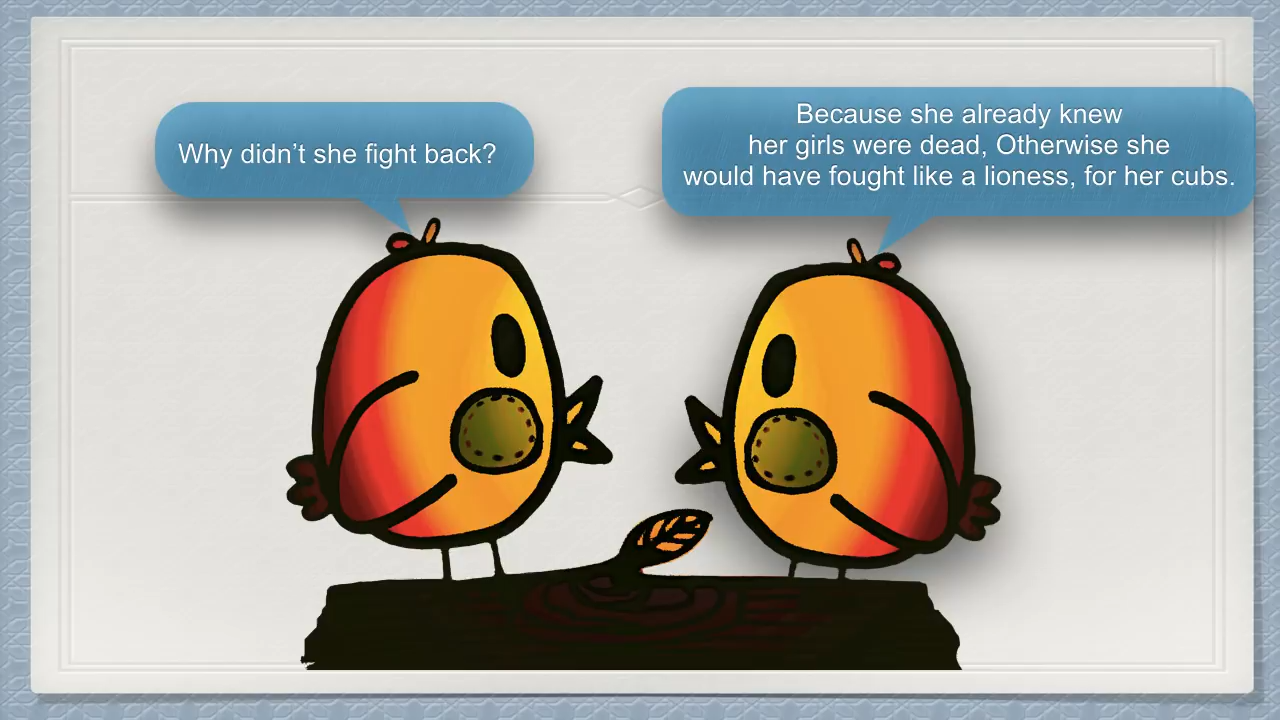 Why didn’t she fight back?
Because she already knew
her girls were dead, Otherwise she
would have fought like a lioness, for her cubs.